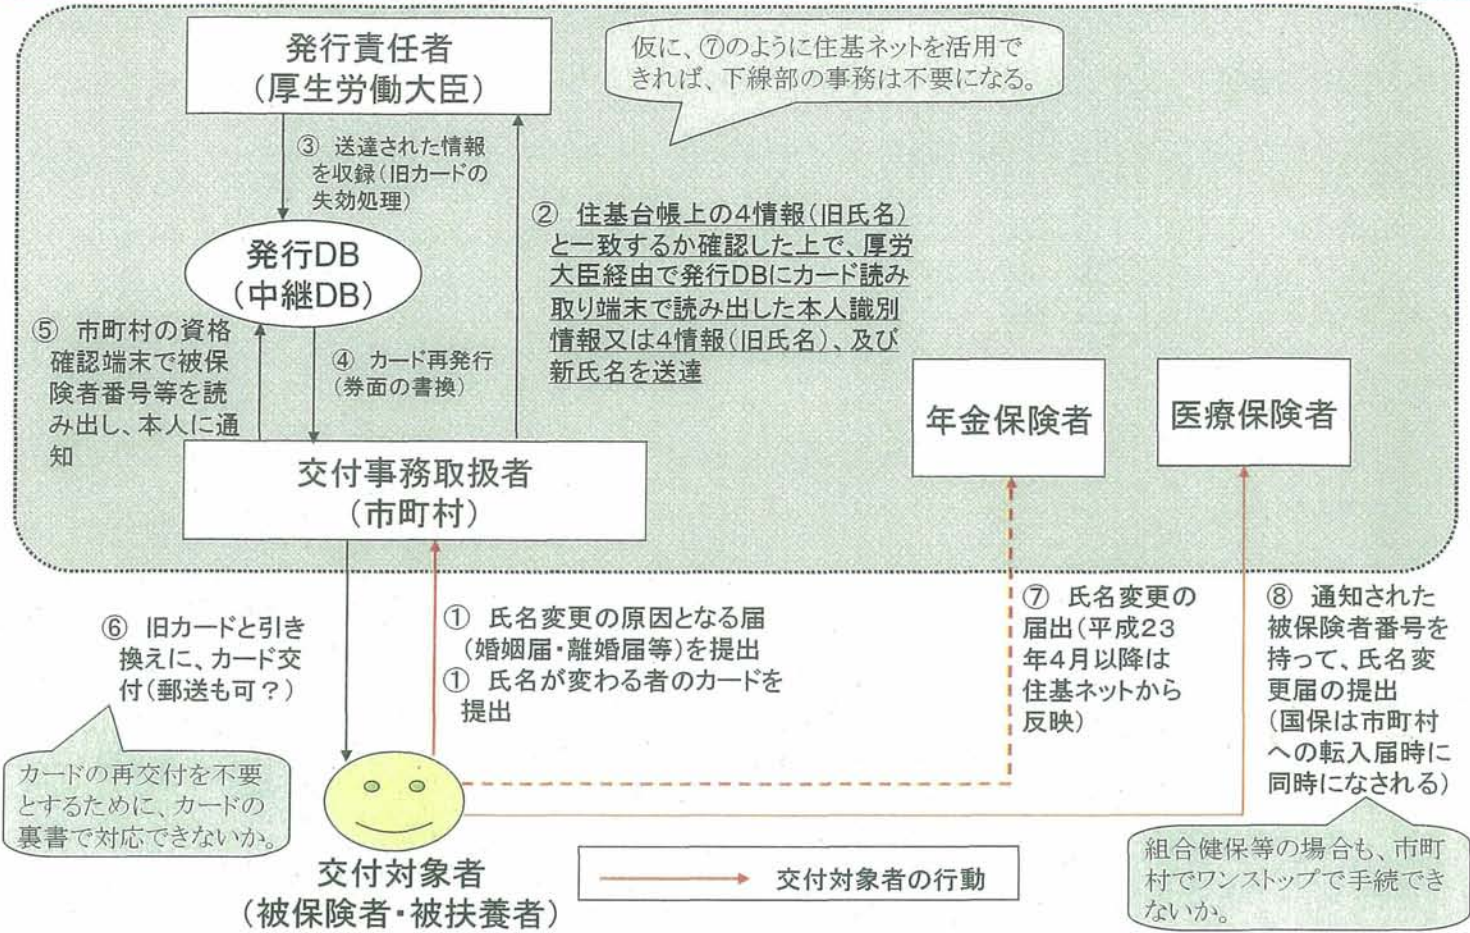 発行責任者
(厚生労働大臣)
仮に、⑦のように住基ネットを活用で
きれば、下線部の事務は不要になる。
③ 送達された情報
を収録(旧カードの
失効処理)
② 住基台帳上の4情報(旧氏名)
と一致するか確認した上で、厚労
大臣経由で発行DBにカード読み
取り端末で読み出した本人識別
情報又は4情報(旧氏名)、及び
新氏名を送達
発行DB
(中継DB)
⑤ 市町村の資格
確認端末で被保
険者番号等を読
み出し、本人に通
知
④ カード再発行
(券面の書換)
年金保険者
医療保険者
交付事務取扱者
(市町村)
⑥ 旧カードと引き
換えに、カード交
付(郵送も可?)
① 氏名変更の原因となる届
(婚姻届・離婚届等)を提出
① 氏名が変わる者のカードを
提出
⑦ 氏名変更の
届出(平成23
年4月以降は
住基ネットから
反映)
⑧ 通知された
被保険者番号を
持って、氏名変
更届の提出
(国保は市町村
への転入届時に
同時になされる)
カードの再交付を不要
とするために、カードの
裏書で対応できないか。
組合健保等の場合も、市町
村でワンストップで手続でき
ないか。
交付対象者
(被保険者・被扶養者)
交付対象者の行動